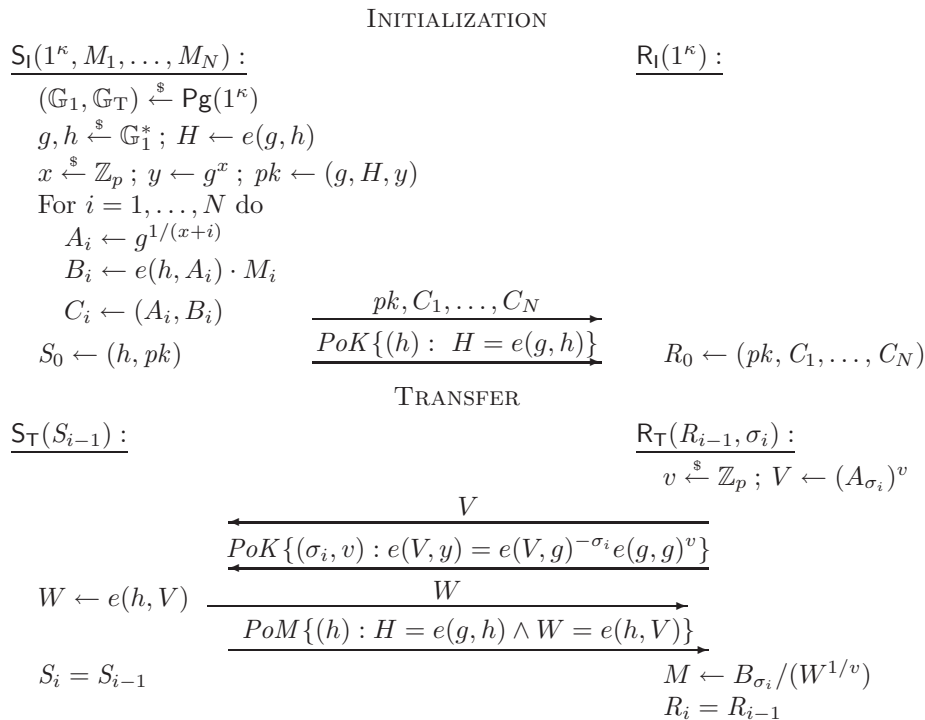 INITIALIZATION
S_I(1^κ, M_1, . . . , M_N) : R_I(1^κ) :
(𝔾_1, 𝔾_T) ←$ Pg(1^κ)
g, h ←$ 𝔾_1^* ; H ← e(g, h)
x ←$ ℤ_p ; y ← g^x ; pk ← (g, H, y)
For i = 1, . . . , N do
A_i ← g^{1/(x+i)}
B_i ← e(h, A_i) · M_i
C_i ← (A_i, B_i) pk, C_1, . . . , C_N
S_0 ← (h, pk) PoK{(h) : H = e(g, h)} R_0 ← (pk, C_1, . . . , C_N)
TRANSFER
S_T(S_{i−1}) : R_T(R_{i−1}, σ_i) :
v ←$ ℤ_p ; V ← (A_{σ_i})^v
V
PoK{(σ_i, v) : e(V, y) = e(V, g)^{−σ_i} e(g, g)^v}
W ← e(h, V) W
PoM{(h) : H = e(g, h) ∧ W = e(h, V)}
S_i = S_{i−1} M ← B_{σ_i}/(W^{1/v})
R_i = R_{i−1}